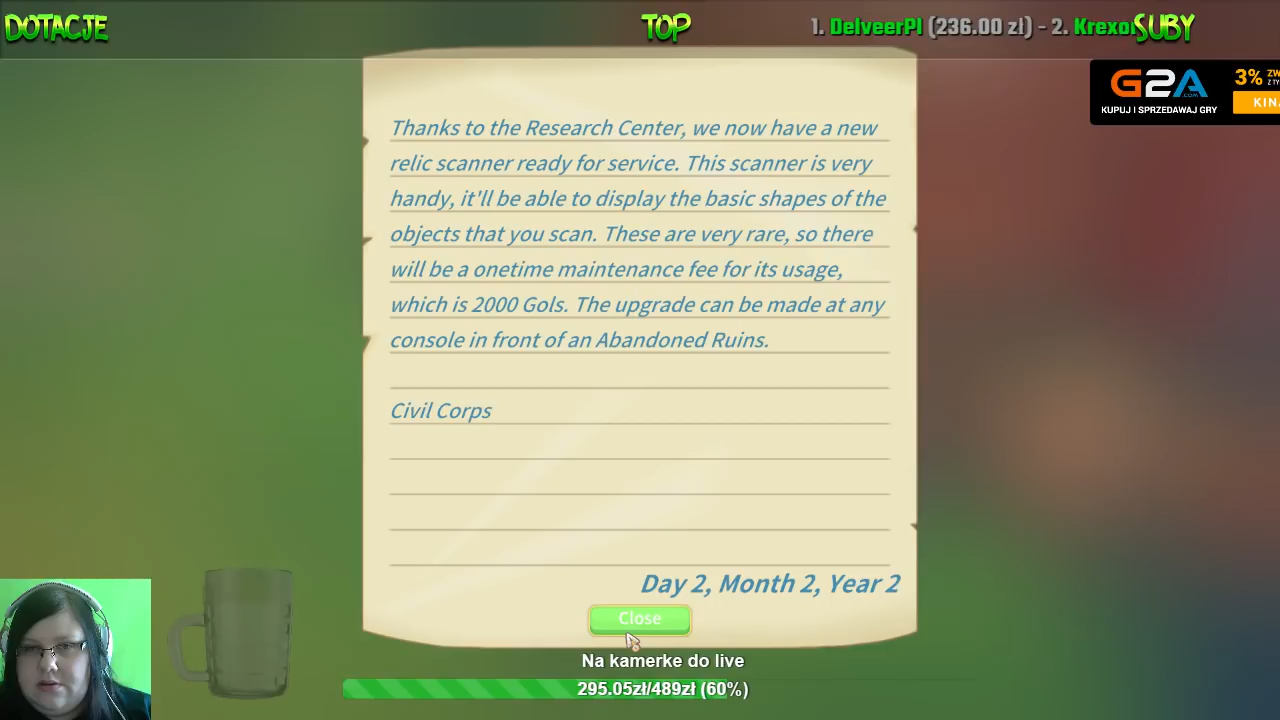 DOTACJE
TOP
1. DelveerPl (236.00 zł) - 2.
SUBY
G2A
.COM
KUPUJ I SPRZEDAWAJ GRY
3%
Thanks to the Research Center, we now have a new
relic scanner ready for service. This scanner is very
handy, it'll be able to display the basic shapes of the
objects that you scan. These are very rare, so there
will be a onetime maintenance fee for its usage,
which is 2000 Gols. The upgrade can be made at any
console in front of an Abandoned Ruins.
Civil Corps
Day 2, Month 2, Year 2
Close
Na kamerke do live
295.05zł/489zł (60%)